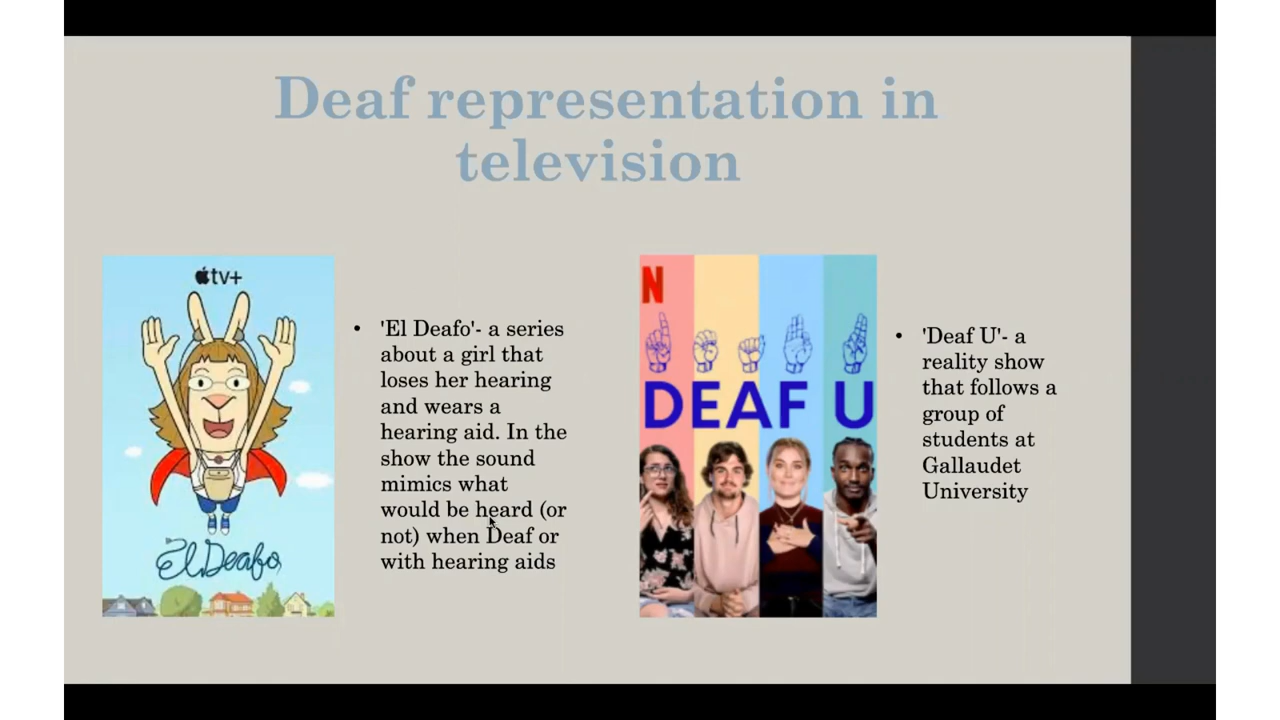 Deaf representation in
television
tv+
El Deafo
• 'El Deafo'- a series
about a girl that
loses her hearing
and wears a
hearing aid. In the
show the sound
mimics what
would be heard (or
not) when Deaf or
with hearing aids
N
DEAF U
• 'Deaf U'- a
reality show
that follows a
group of
students at
Gallaudet
University